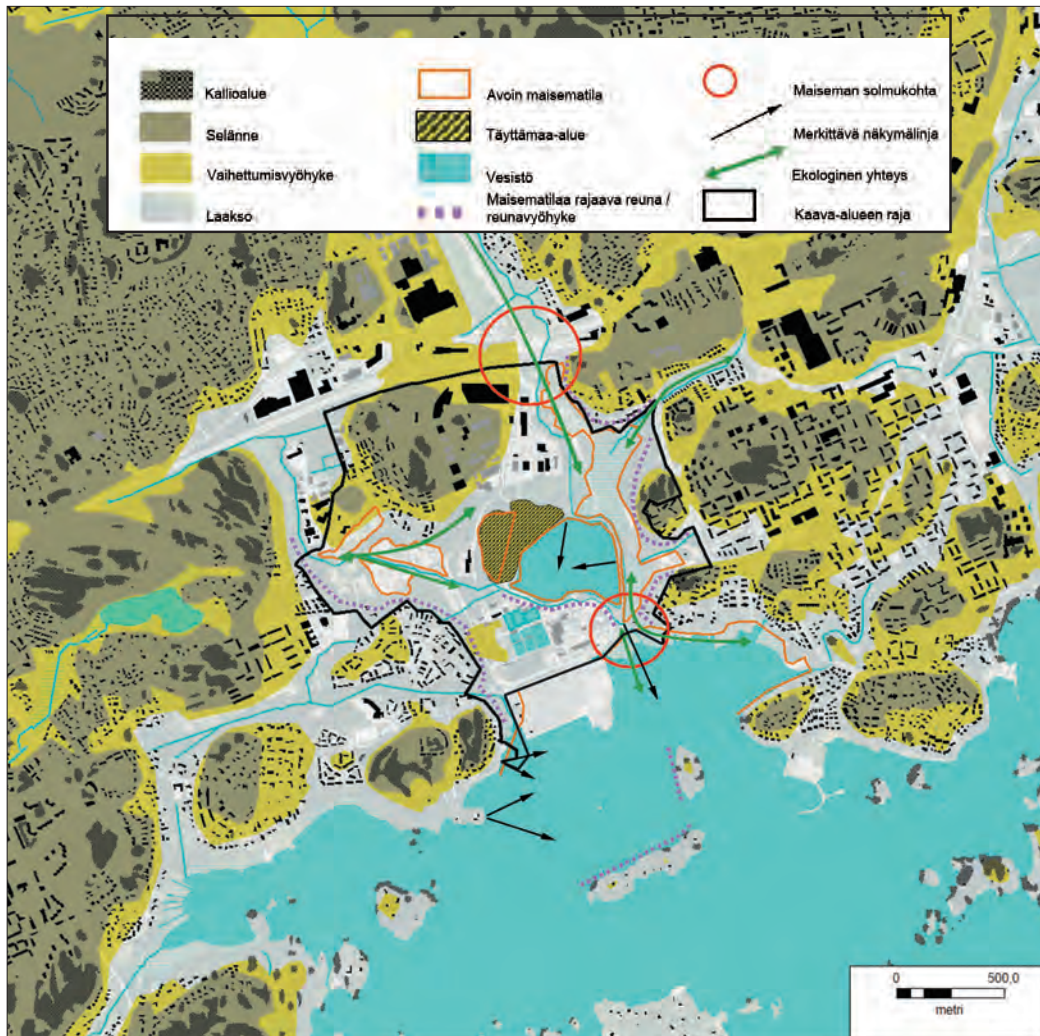 Kallioalue
Selänne
Vaihettumisvyöhyke
Laakso
Avoin maisematila
Täyttämaa-alue
Vesistö
Maisematilaa rajaava reuna /
reunavyöhyke
Maiseman solmukohta
Merkittävä näkymälinja
Ekologinen yhteys
Kaava-alueen raja
0 500,0
metri